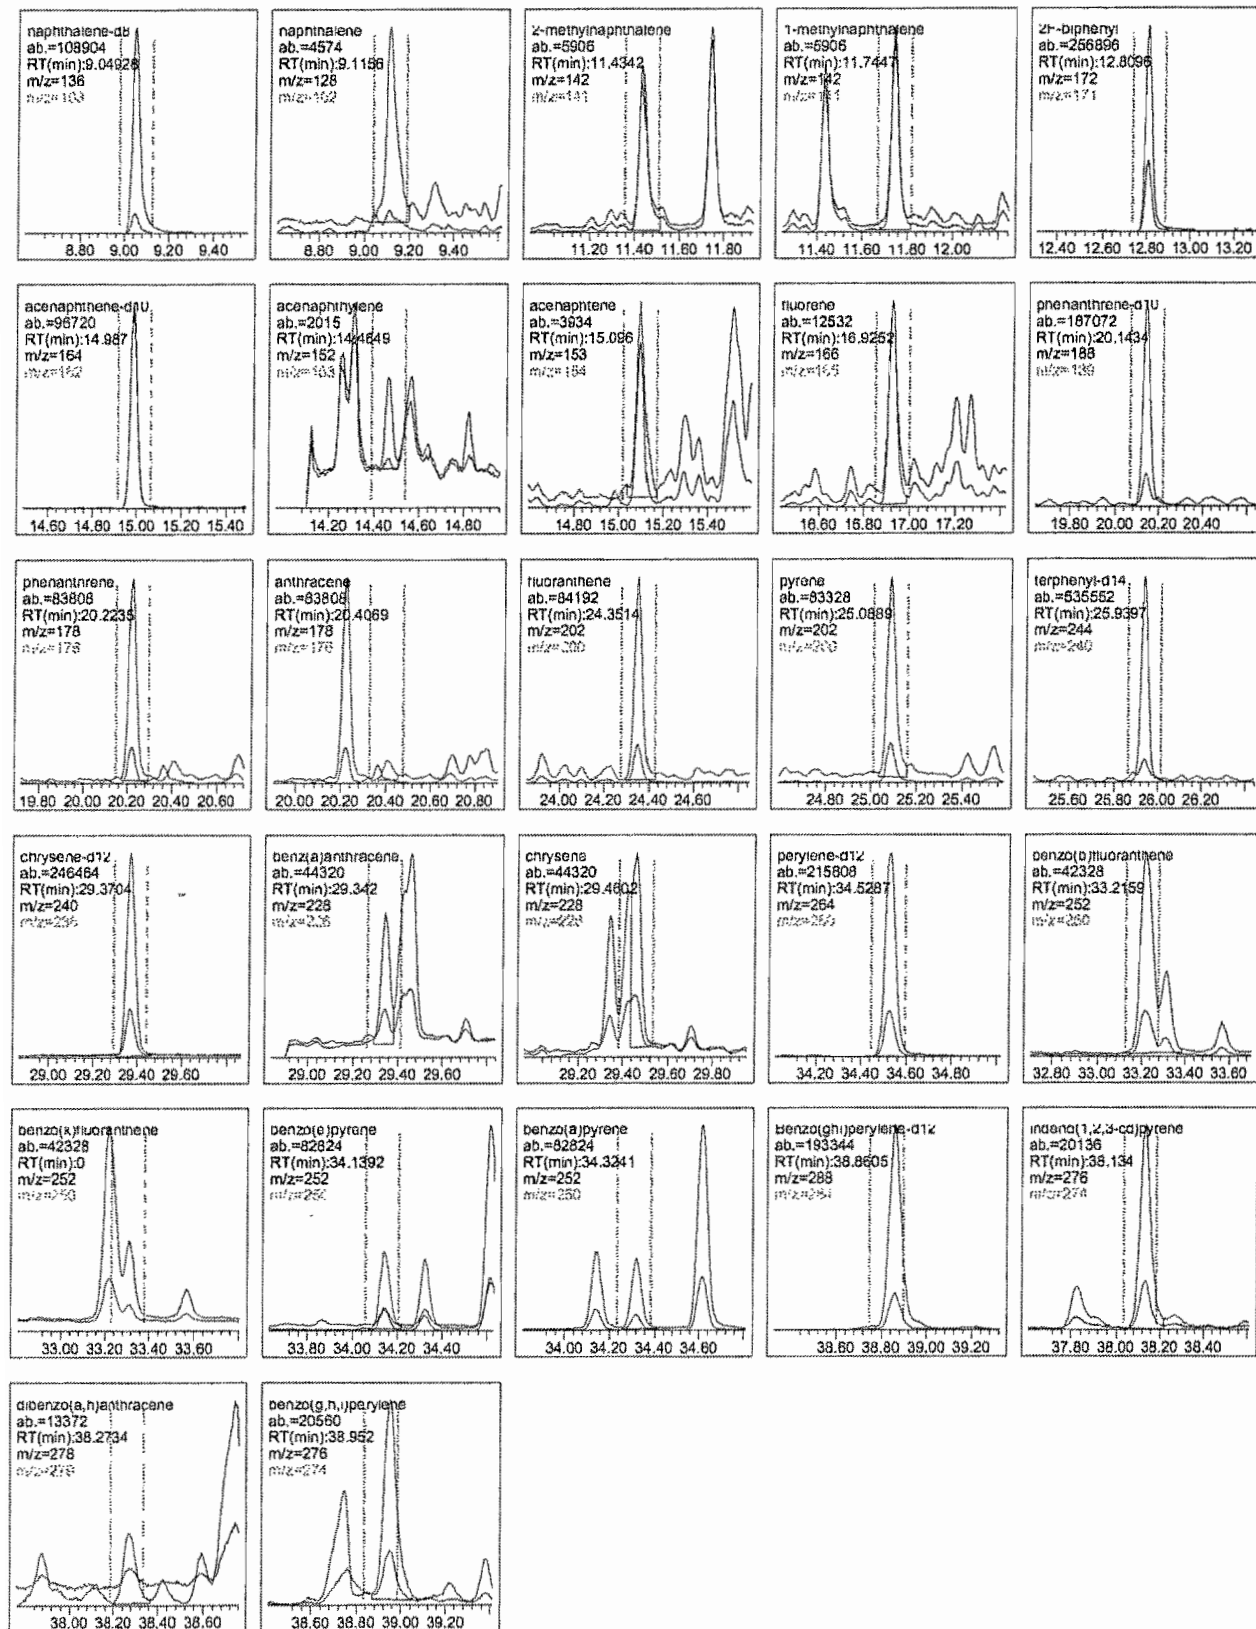 naphthalene-d8
ab.=108904
RT(min):9.04928
m/z=136
8.80 9.00 9.20 9.40
naphthalene
ab.=4574
RT(min):9.1156
m/z=128
8.80 9.00 9.20 9.40
2-methylnaphthalene
ab.=5906
RT(min):11.4342
m/z=142
m/z=141
11.20 11.40 11.60 11.80
1-methylnaphthalene
ab.=5906
RT(min):11.7447
m/z=142
11.40 11.60 11.80 12.00
2F-biphenyl
ab.=256896
RT(min):12.8096
m/z=172
m/z=171
12.40 12.60 12.80 13.00 13.20
acenaphthene-d10
ab.=96720
RT(min):14.987
m/z=164
m/z=162
14.60 14.80 15.00 15.20 15.40
acenaphthylene
ab.=2015
RT(min):14.4649
m/z=152
14.20 14.40 14.60 14.80
acenaphtene
ab.=3934
RT(min):15.096
m/z=153
m/z=154
14.80 15.00 15.20 15.40
fluorene
ab.=12532
RT(min):16.9252
m/z=166
m/z=165
16.60 16.80 17.00 17.20
phenanthrene-d10
ab.=187072
RT(min):20.1434
m/z=188
19.80 20.00 20.20 20.40 20.60
phenanthrene
ab.=83808
RT(min):20.2235
m/z=178
m/z=176
19.80 20.00 20.20 20.40 20.60
anthracene
ab.=83808
RT(min):20.4069
m/z=178
m/z=176
20.00 20.20 20.40 20.60 20.80
fluoranthene
ab.=84192
RT(min):24.3514
m/z=202
m/z=200
24.00 24.20 24.40 24.60
pyrene
ab.=83328
RT(min):25.0889
m/z=202
m/z=200
24.80 25.00 25.20 25.40
terphenyl-d14
ab.=535552
RT(min):25.9397
m/z=244
m/z=240
25.60 25.80 26.00 26.20
chrysene-d12
ab.=246464
RT(min):29.3704
m/z=240
m/z=236
29.00 29.20 29.40 29.60
benz(a)anthracene
ab.=44320
RT(min):29.342
m/z=228
m/z=226
29.00 29.20 29.40 29.60
chrysene
ab.=44320
RT(min):29.4602
m/z=228
29.20 29.40 29.60 29.80
perylene-d12
ab.=215808
RT(min):34.5287
m/z=264
m/z=260
34.20 34.40 34.60 34.80
benzo(b)fluoranthene
ab.=42328
RT(min):33.2159
m/z=252
m/z=250
32.80 33.00 33.20 33.40 33.60
benzo(k)fluoranthene
ab.=42328
RT(min):0
m/z=252
m/z=250
33.00 33.20 33.40 33.60
benzo(e)pyrene
ab.=82824
RT(min):34.1392
m/z=252
33.80 34.00 34.20 34.40 34.60
benzo(a)pyrene
ab.=82824
RT(min):34.3241
m/z=252
m/z=250
34.00 34.20 34.40 34.60
Benzo(ghi)perylene-d12
ab.=193344
RT(min):38.8605
m/z=288
m/z=284
38.60 38.80 39.00 39.20
indeno(1,2,3-cd)pyrene
ab.=20136
RT(min):38.134
m/z=276
m/z=274
37.80 38.00 38.20 38.40
dibenzo(a,h)anthracene
ab.=13372
RT(min):38.2734
m/z=278
38.00 38.20 38.40 38.60
benzo(g,h,i)perylene
ab.=20560
RT(min):38.952
m/z=276
m/z=274
38.60 38.80 39.00 39.20